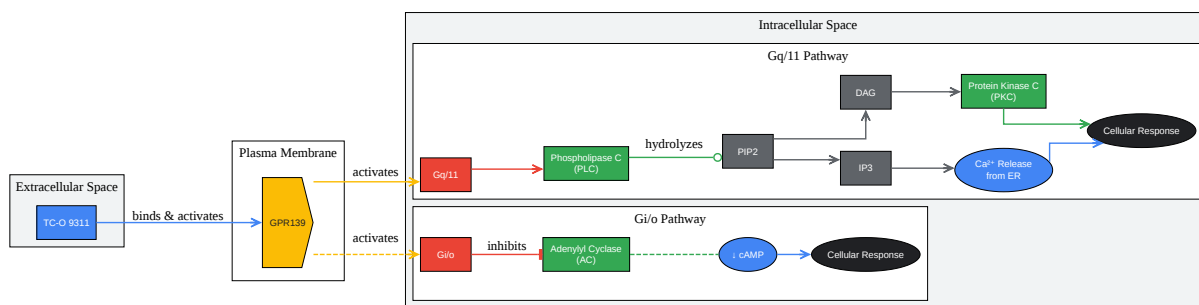 Intracellular Space
Gq/11 Pathway
DAG
Protein Kinase C
(PKC)
Cellular Response
hydrolyzes
Plasma Membrane
Phospholipase C
(PLC)
PIP2
activates
Gq/11
IP3
Ca²⁺ Release
from ER
Extracellular Space
TC-O 9311
binds & activates
GPR139
Gi/o Pathway
activates
Gi/o
inhibits
Adenylyl Cyclase
(AC)
↓ cAMP
Cellular Response